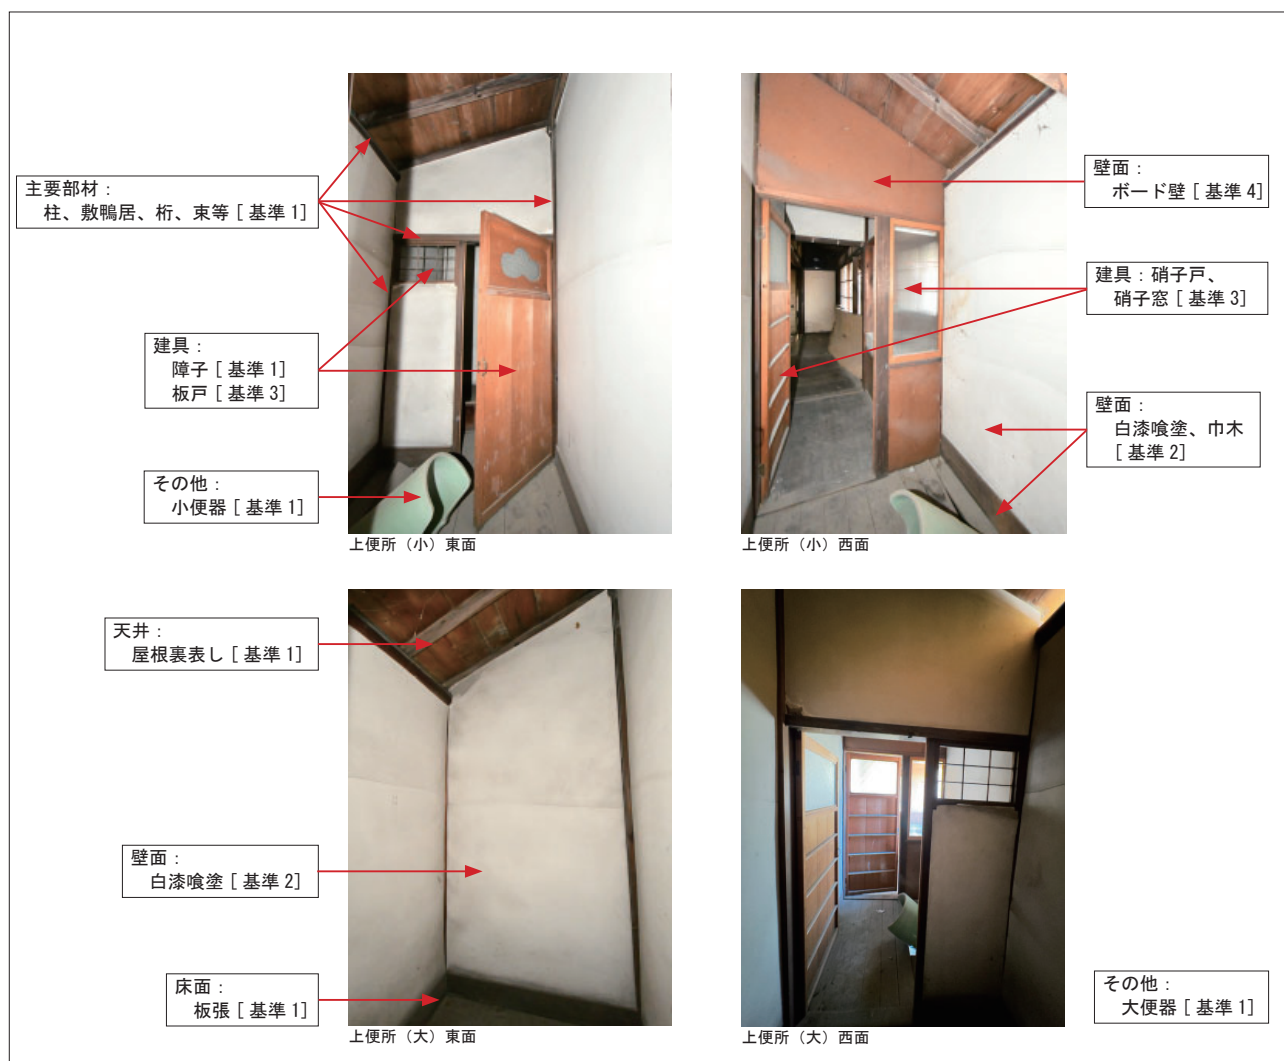 主要部材：
柱、敷鴨居、桁、束等 [ 基準 1]
建具：
障子 [ 基準 1]
板戸 [ 基準 3]
その他：
小便器 [ 基準 1]
上便所（小）東面
壁面：
ボード壁 [ 基準 4]
建具：硝子戸、
硝子窓 [ 基準 3]
壁面：
白漆喰塗、巾木
[ 基準 2]
上便所（小）西面
天井：
屋根裏表し [ 基準 1]
壁面：
白漆喰塗 [ 基準 2]
床面：
板張 [ 基準 1]
上便所（大）東面
上便所（大）西面
その他：
大便器 [ 基準 1]